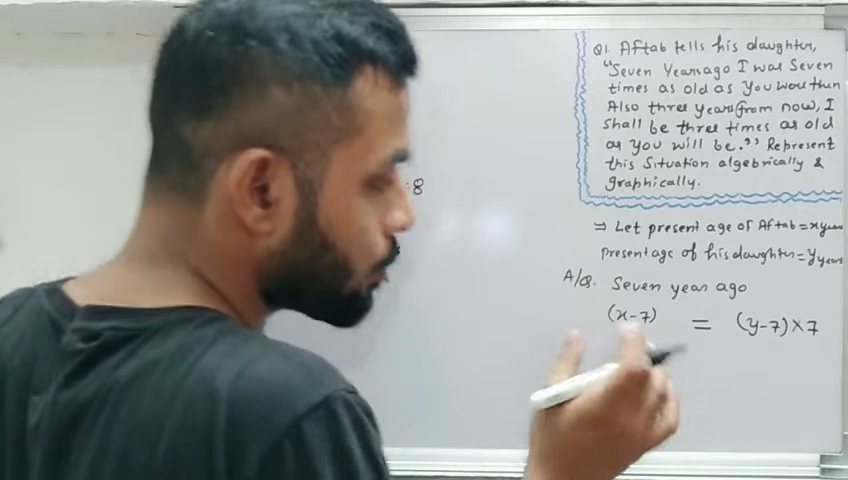 Q1. Aftab tells his daughter,
"Seven Years ago I was Seven
times as old as You were then
Also three years from now, I
Shall be three times as old
as you will be." Represent
this Situation algebrically &
graphically.
:8
⇒ Let present age of Aftab = x years
Present age of his daughter = y years
A/Q. Seven year ago
(x-7) = (y-7)×7